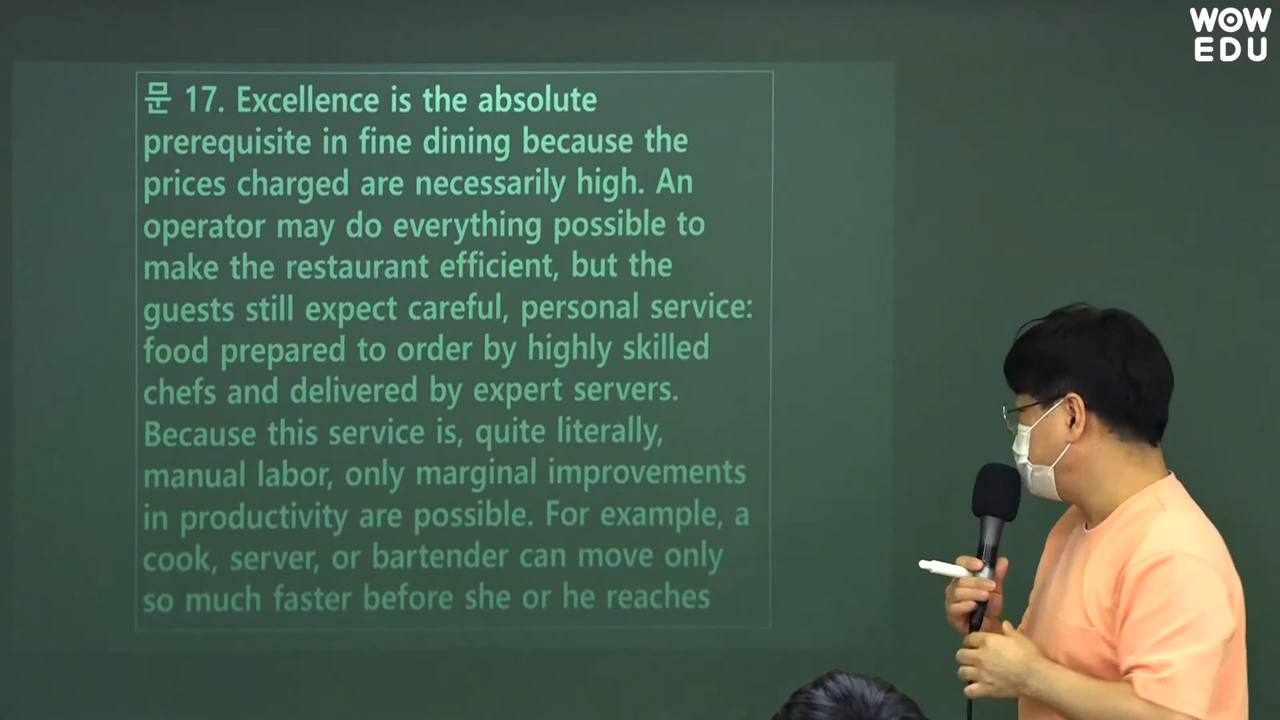 WOW
EDU
문 17. Excellence is the absolute
prerequisite in fine dining because the
prices charged are necessarily high. An
operator may do everything possible to
make the restaurant efficient, but the
guests still expect careful, personal service:
food prepared to order by highly skilled
chefs and delivered by expert servers.
Because this service is, quite literally,
manual labor, only marginal improvements
in productivity are possible. For example, a
cook, server, or bartender can move only
so much faster before she or he reaches